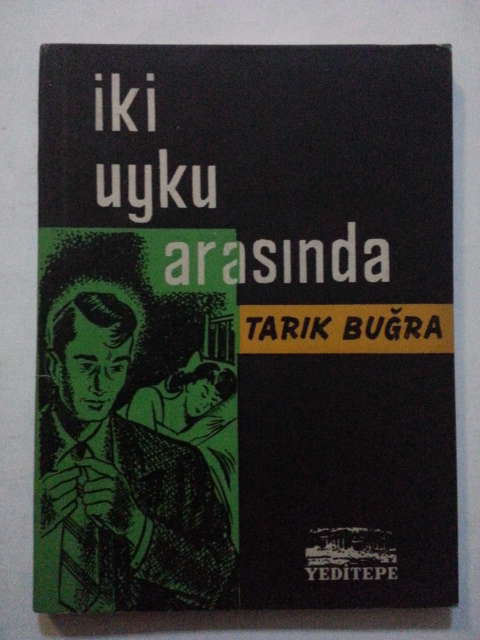 iki
uyku
arasında
TARIK BUĞRA
YEDİTEPE